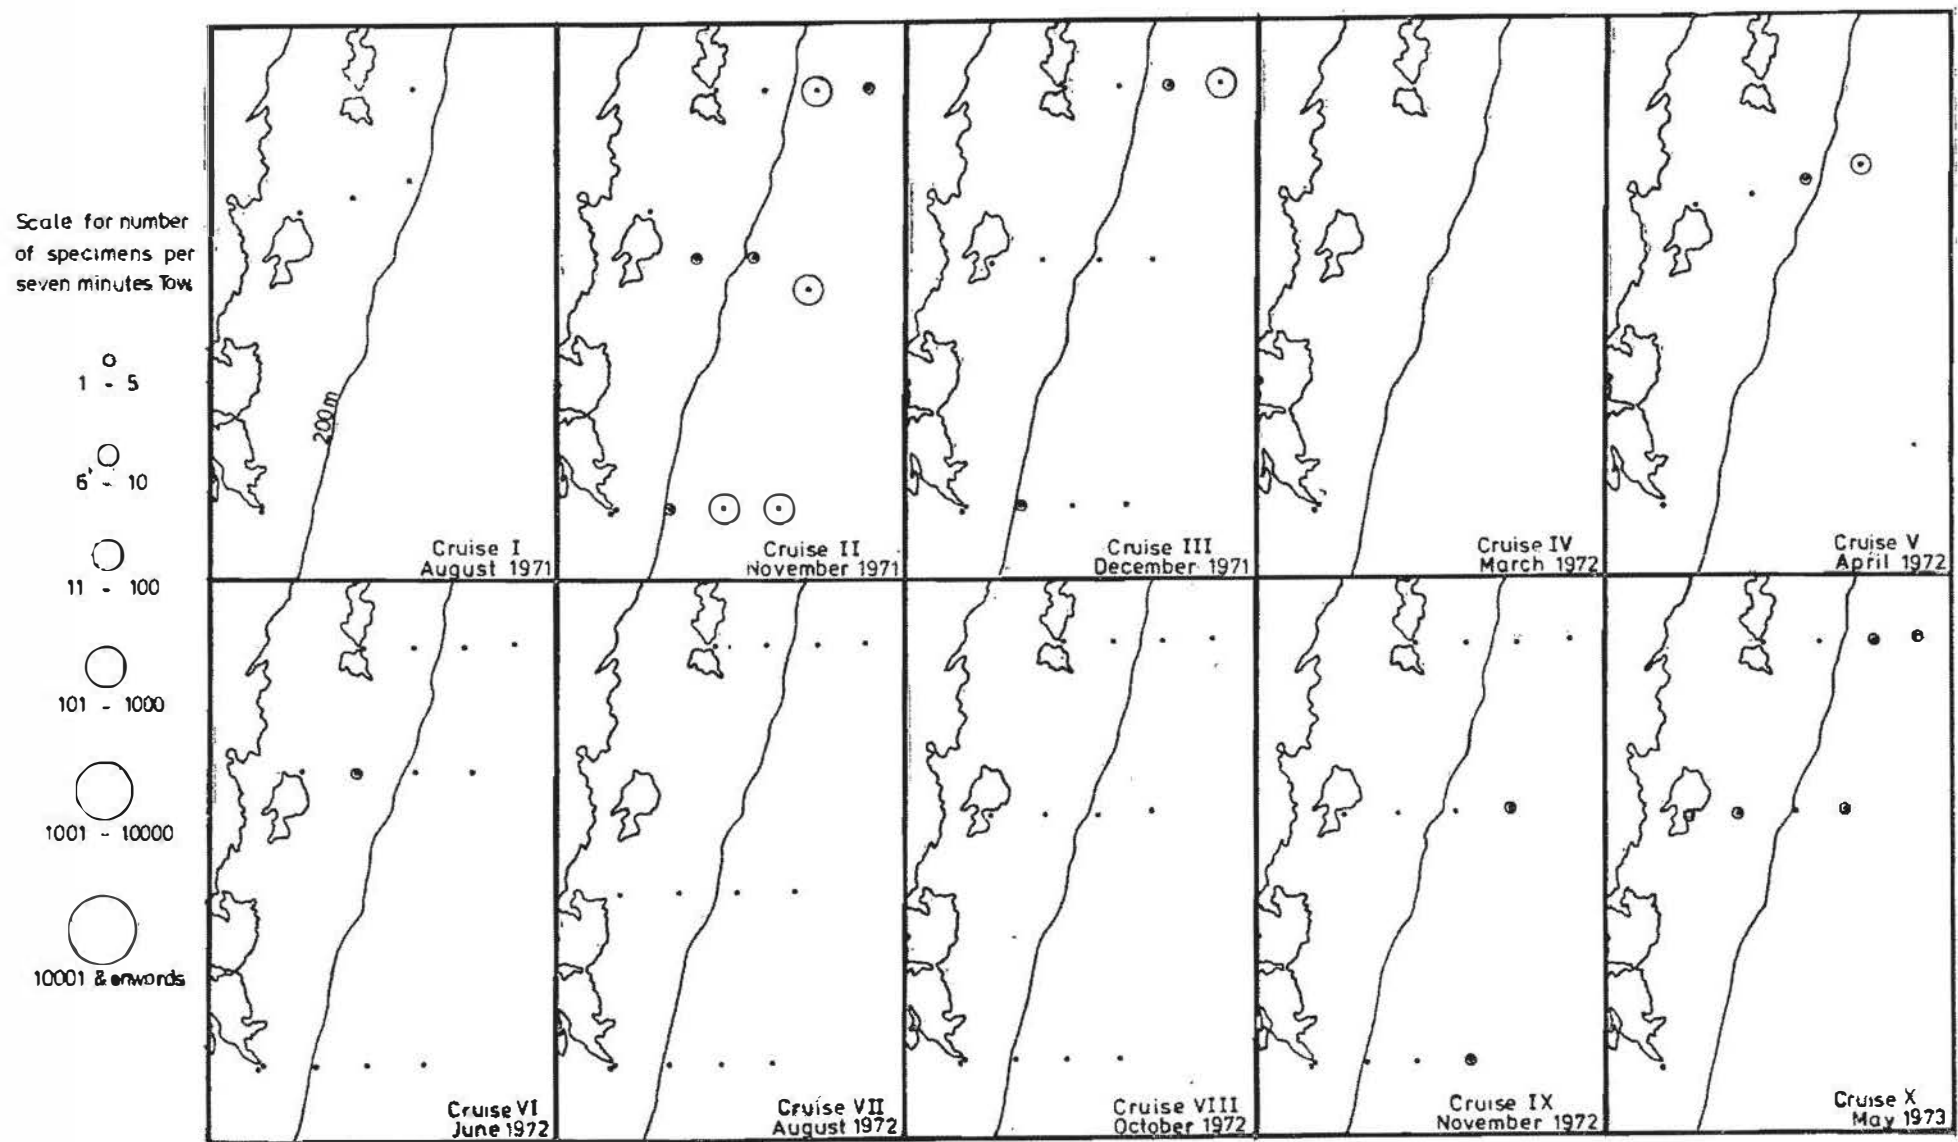 Scale for number
of specimens per
seven minutes Tow
1 - 5
6 - 10
11 - 100
101 - 1000
1001 - 10000
10001 & onwards
200m
Cruise I
August 1971
Cruise II
November 1971
Cruise III
December 1971
Cruise IV
March 1972
Cruise V
April 1972
Cruise VI
June 1972
Cruise VII
August 1972
Cruise VIII
October 1972
Cruise IX
November 1972
Cruise X
May 1973